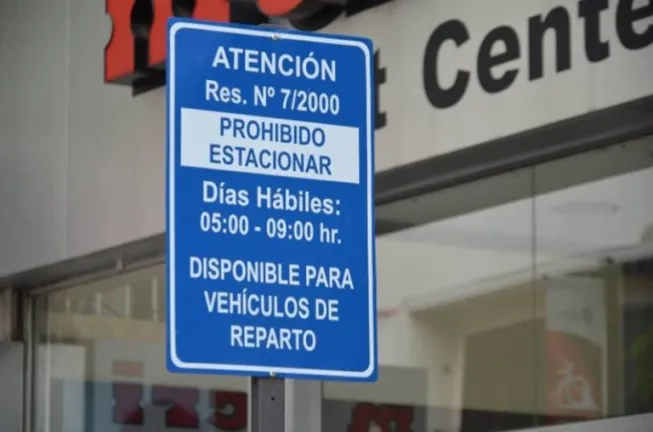 ATENCIÓN
Res. Nº 7/2000
PROHIBIDO
ESTACIONAR
Días Hábiles:
05:00 - 09:00 hr.
DISPONIBLE PARA
VEHÍCULOS DE
REPARTO